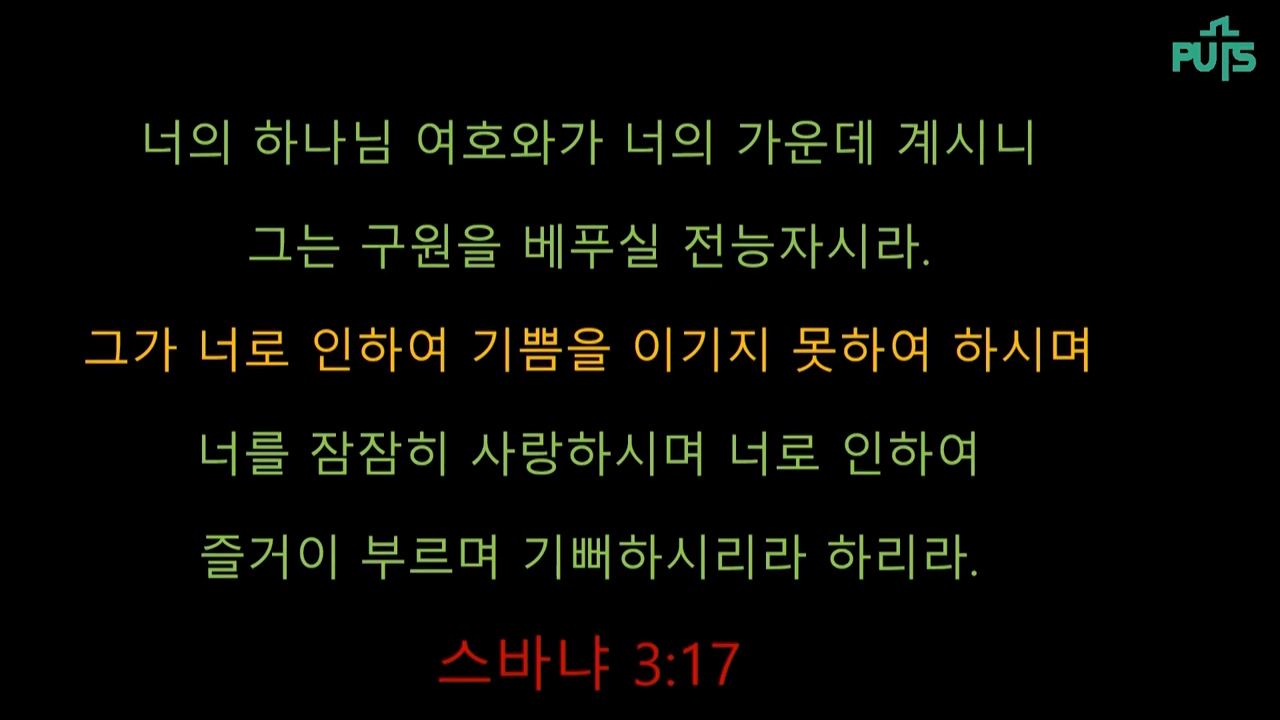 PUTS
너의 하나님 여호와가 너의 가운데 계시니
그는 구원을 베푸실 전능자시라.
그가 너로 인하여 기쁨을 이기지 못하여 하시며
너를 잠잠히 사랑하시며 너로 인하여
즐거이 부르며 기뻐하시리라 하리라.
스바냐 3:17